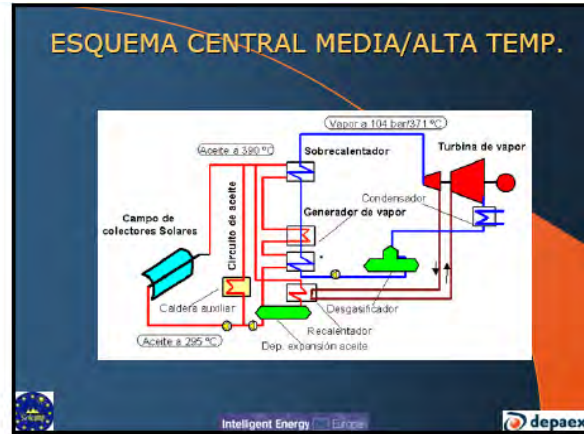 ESQUEMA CENTRAL MEDIA/ALTA TEMP.
Vapor a 104 bar/371 ºC
Aceite a 390 ºC
Turbina de vapor
Sobrecalentador
Condensador
Campo de
colectores Solares
Circuito de aceite
Generador de vapor
Caldera auxiliar
Desgasificador
Recalentador
Aceite a 295 ºC
Dep. expansión aceite
Intelligent Energy Europe
depaex